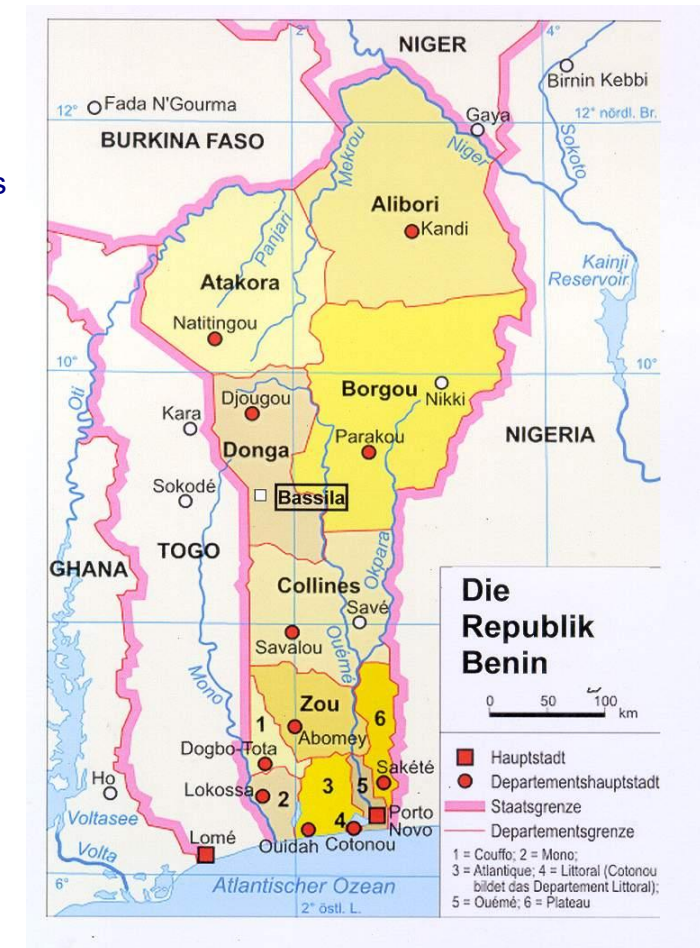 NIGER
2°
4°
Birnin Kebbi
12°
Fada N'Gourma
12° nördl. Br.
Gaya
BURKINA FASO
Mekrou
Niger
Sokoto
s
Alibori
Kandi
Panjari
Kainji
Reservoir
Atakora
Natitingou
10°
10°
Oti
Djougou
Borgou
Nikki
Kara
Parakou
NIGERIA
Donga
Sokodé
Bassila
TOGO
GHANA
Okpara
Collines
Savé
Savalou
Ouémé
Mono
Die
Republik
Benin
0 50 100
km
Zou
1
6
Abomey
Dogbo-Tota
Sakété
Ho
Lokossa
2
3
5
4
Porto
Novo
Voltasee
Volta
Lomé
Ouidah
Cotonou
6°
Atlantischer Ozean
2° östl. L.
Hauptstadt
Departementshauptstadt
Staatsgrenze
Departementsgrenze
1 = Couffo; 2 = Mono;
3 = Atlantique; 4 = Littoral (Cotonou
bildet das Departement Littoral);
5 = Ouémé; 6 = Plateau